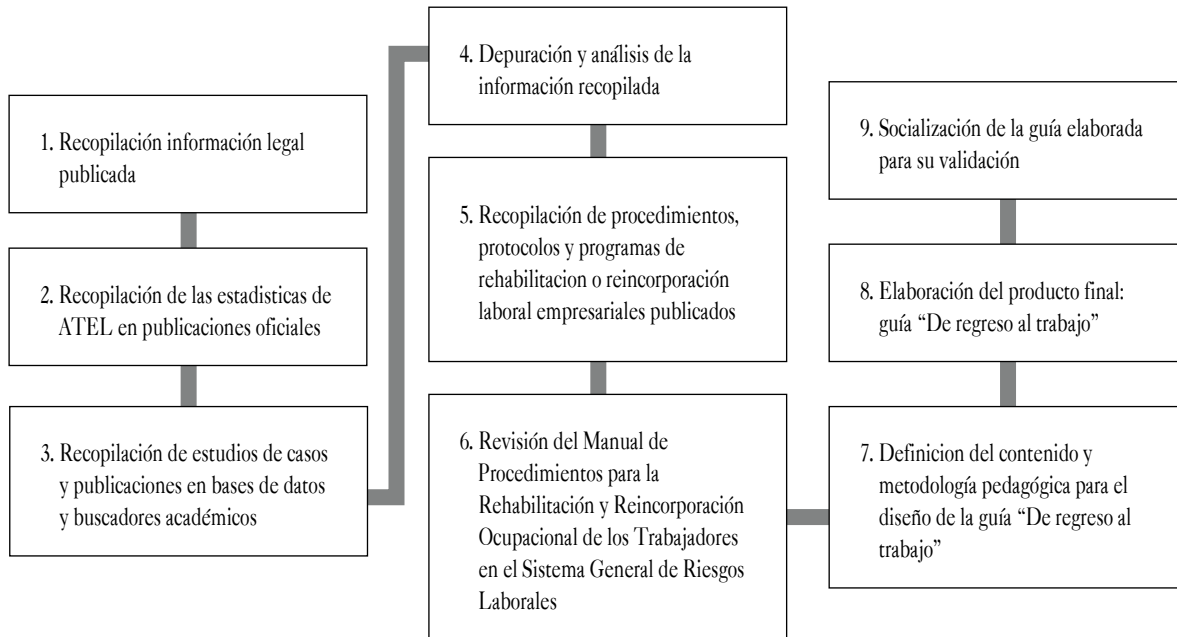 1. Recopilación información legal
publicada
2. Recopilación de las estadisticas de
ATEL en publicaciones oficiales
3. Recopilación de estudios de casos
y publicaciones en bases de datos
y buscadores académicos
4. Depuración y análisis de la
información recopilada
5. Recopilación de procedimientos,
protocolos y programas de
rehabilitacion o reincorporación
laboral empresariales publicados
6. Revisión del Manual de
Procedimientos para la
Rehabilitación y Reincorporación
Ocupacional de los Trabajadores
en el Sistema General de Riesgos
Laborales
7. Definicion del contenido y
metodología pedagógica para el
diseño de la guía “De regreso al
trabajo”
8. Elaboración del producto final:
guía “De regreso al trabajo”
9. Socialización de la guía elaborada
para su validación